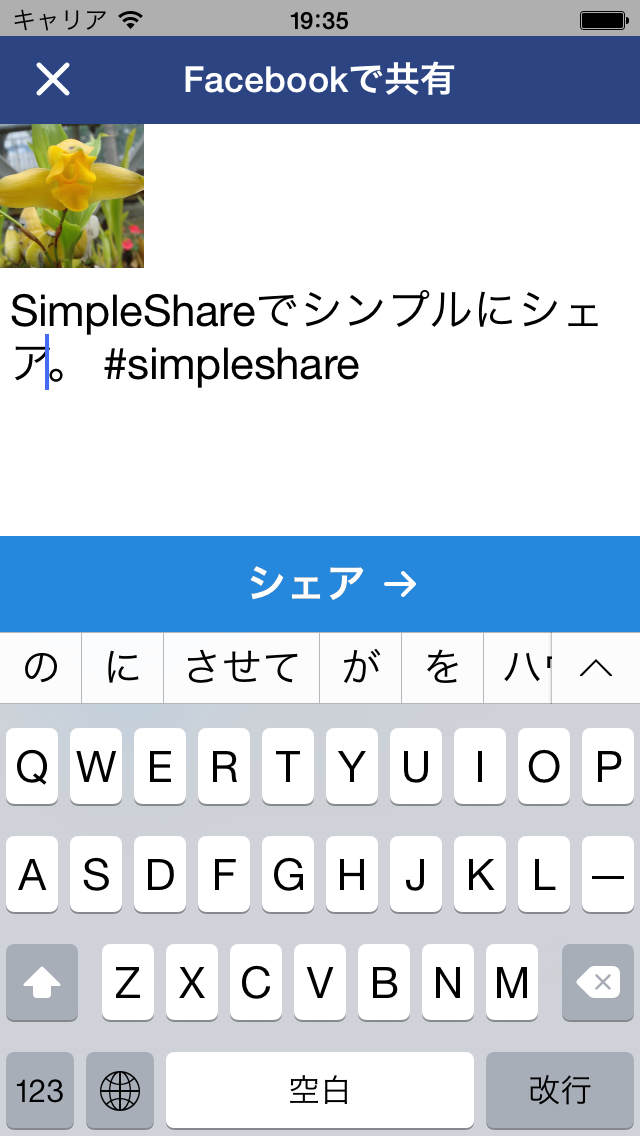 キャリア 19:35
Facebookで共有
SimpleShareでシンプルにシェ
ア。 #simpleshare
シェア →
の に させて が を
Q W E R T Y U I O P
A S D F G H J K L ー
Z X C V B N M
123 空白 改行